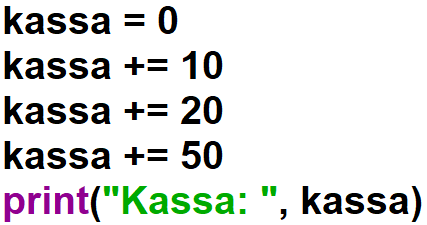 kassa = 0
kassa += 10
kassa += 20
kassa += 50
print("Kassa: ", kassa)